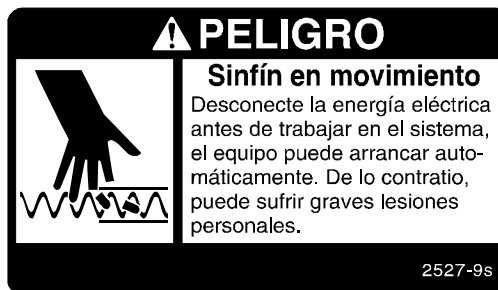 PELIGRO
Sinfín en movimiento
Desconecte la energía eléctrica
antes de trabajar en el sistema,
el equipo puede arrancar auto-
máticamente. De lo contratio,
puede sufrir graves lesiones
personales.
2527-9s